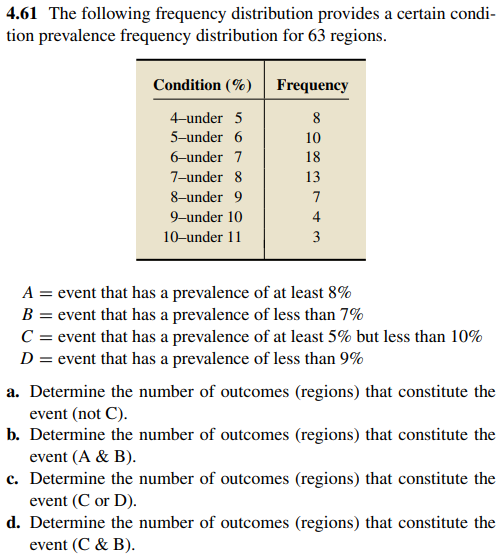 4.61 The following frequency distribution provides a certain condi-
tion prevalence frequency distribution for 63 regions.
Condition (%) Frequency
4–under 5 8
5–under 6 10
6–under 7 18
7–under 8 13
8–under 9 7
9–under 10 4
10–under 11 3
A = event that has a prevalence of at least 8%
B = event that has a prevalence of less than 7%
C = event that has a prevalence of at least 5% but less than 10%
D = event that has a prevalence of less than 9%
a. Determine the number of outcomes (regions) that constitute the
event (not C).
b. Determine the number of outcomes (regions) that constitute the
event (A & B).
c. Determine the number of outcomes (regions) that constitute the
event (C or D).
d. Determine the number of outcomes (regions) that constitute the
event (C & B).